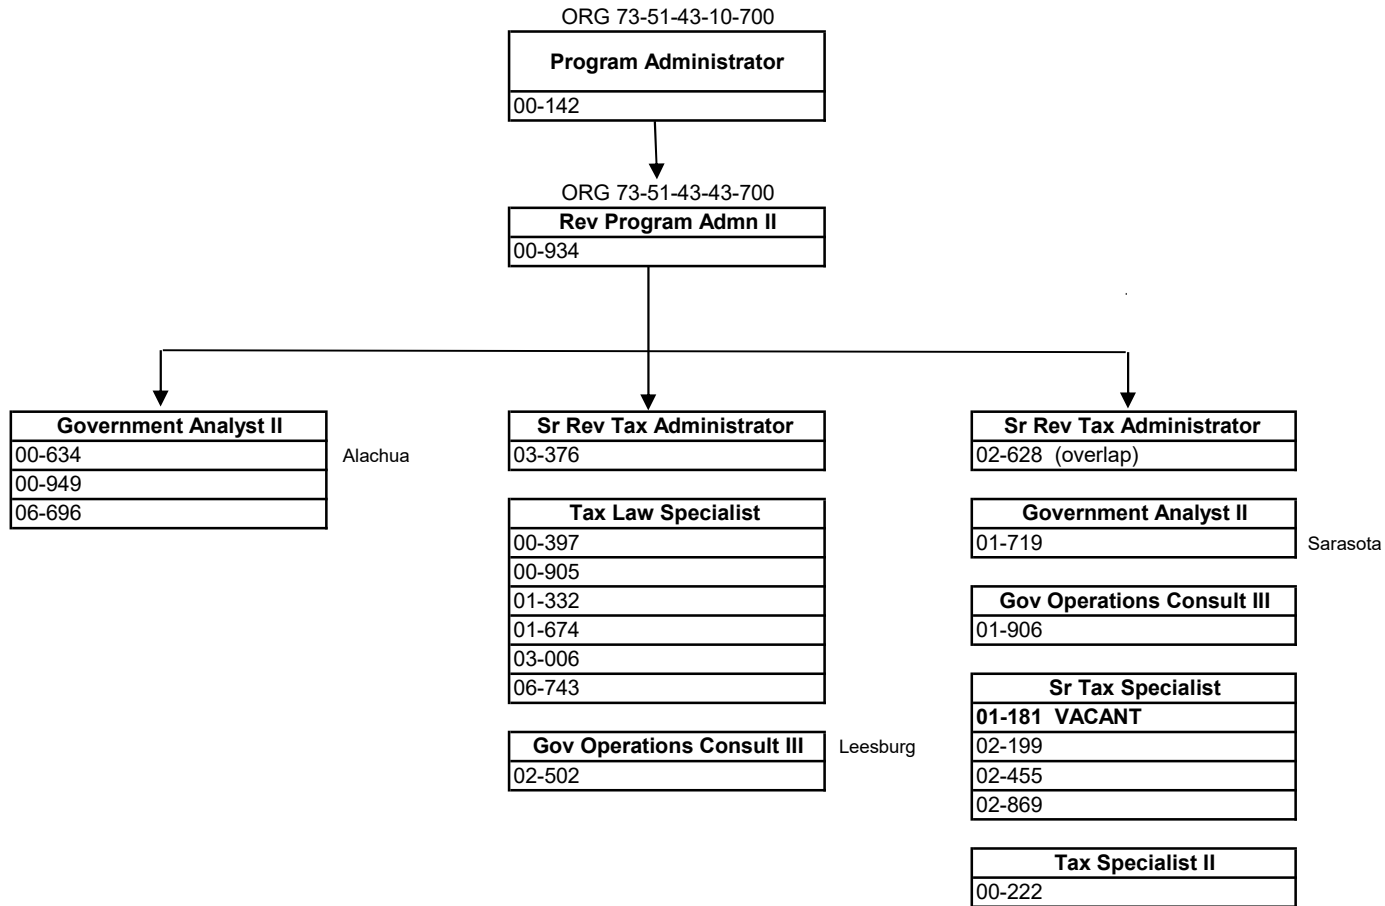 ORG 73-51-43-10-700
Program Administrator
00-142
ORG 73-51-43-43-700
Rev Program Admn II
00-934
Government Analyst II
00-634
Alachua
00-949
06-696
Sr Rev Tax Administrator
03-376
Tax Law Specialist
00-397
00-905
01-332
01-674
03-006
06-743
Gov Operations Consult III
Leesburg
02-502
Sr Rev Tax Administrator
02-628 (overlap)
Government Analyst II
01-719
Sarasota
Gov Operations Consult III
01-906
Sr Tax Specialist
01-181 VACANT
02-199
02-455
02-869
Tax Specialist II
00-222